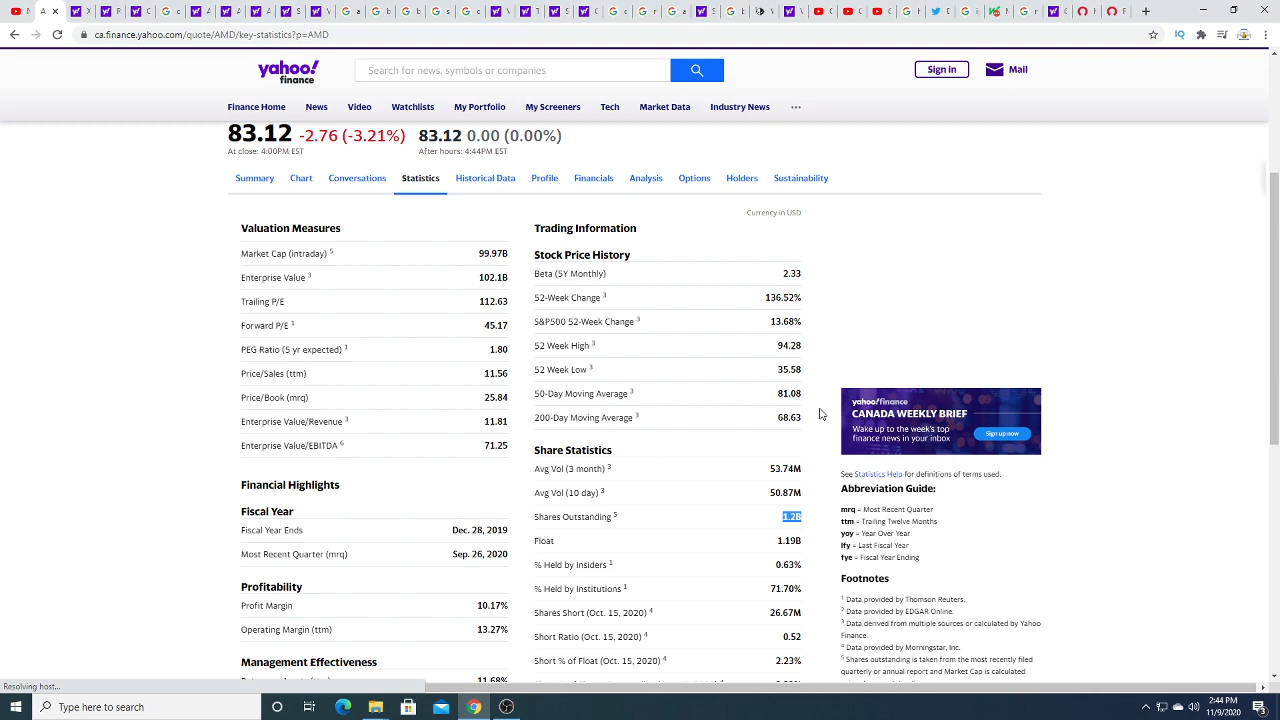 ca.finance.yahoo.com/quote/AMD/key-statistics?p=AMD
yahoo!
finance
Search for news, symbols or companies
Sign in
Mail
Finance Home News Video Watchlists My Portfolio My Screeners Tech Market Data Industry News ...
83.12 -2.76 (-3.21%) 83.12 0.00 (0.00%)
At close: 4:00PM EST After hours: 4:44PM EST
Summary Chart Conversations Statistics Historical Data Profile Financials Analysis Options Holders Sustainability
Currency in USD
Valuation Measures
Market Cap (intraday) 5 99.97B
Enterprise Value 3 102.1B
Trailing P/E 112.63
Forward P/E 1 45.17
PEG Ratio (5 yr expected) 1 1.80
Price/Sales (ttm) 11.56
Price/Book (mrq) 25.84
Enterprise Value/Revenue 3 11.81
Enterprise Value/EBITDA 6 71.25
Financial Highlights
Fiscal Year
Fiscal Year Ends Dec. 28, 2019
Most Recent Quarter (mrq) Sep. 26, 2020
Profitability
Profit Margin 10.17%
Operating Margin (ttm) 13.27%
Management Effectiveness
11.68%
Trading Information
Stock Price History
Beta (5Y Monthly) 2.33
52-Week Change 3 136.52%
S&P500 52-Week Change 3 13.68%
52 Week High 3 94.28
52 Week Low 3 35.58
50-Day Moving Average 3 81.08
200-Day Moving Average 3 68.63
Share Statistics
Avg Vol (3 month) 3 53.74M
Avg Vol (10 day) 3 50.87M
Shares Outstanding 5 1.2B
Float 1.19B
% Held by Insiders 1 0.63%
% Held by Institutions 1 71.70%
Shares Short (Oct. 15, 2020) 4 26.67M
Short Ratio (Oct. 15, 2020) 4 0.52
Short % of Float (Oct. 15, 2020) 4 2.23%
yahoo!finance
CANADA WEEKLY BRIEF
Wake up to the week's top
finance news in your inbox
Sign up now
See Statistics Help for definitions of terms used.
Abbreviation Guide:
mrq = Most Recent Quarter
ttm = Trailing Twelve Months
yoy = Year Over Year
lfy = Last Fiscal Year
fye = Fiscal Year Ending
Footnotes
1 Data provided by Thomson Reuters.
2 Data provided by EDGAR Online.
3 Data derived from multiple sources or calculated by Yahoo
Finance.
4 Data provided by Morningstar, Inc.
5 Shares outstanding is taken from the most recently filed
quarterly or annual report and Market Cap is calculated
Resolving host...
Type here to search
2:44 PM
11/9/2020